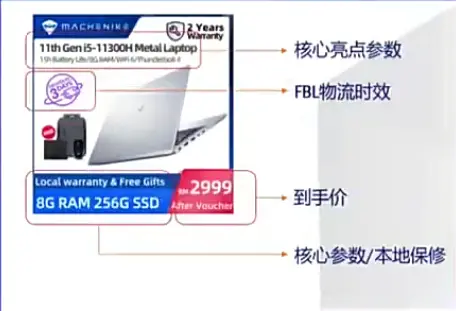 MACHENIKE
2 Years
Warranty
11th Gen i5-11300H Metal Laptop
11h Battery Life/8G RAM/WiFi 6/Thunderbolt 4
3 DAYS
Local warranty & Free Gifts
8G RAM 256G SSD
RM 2999
After Voucher
核心亮点参数
FBL物流时效
到手价
核心参数/本地保修